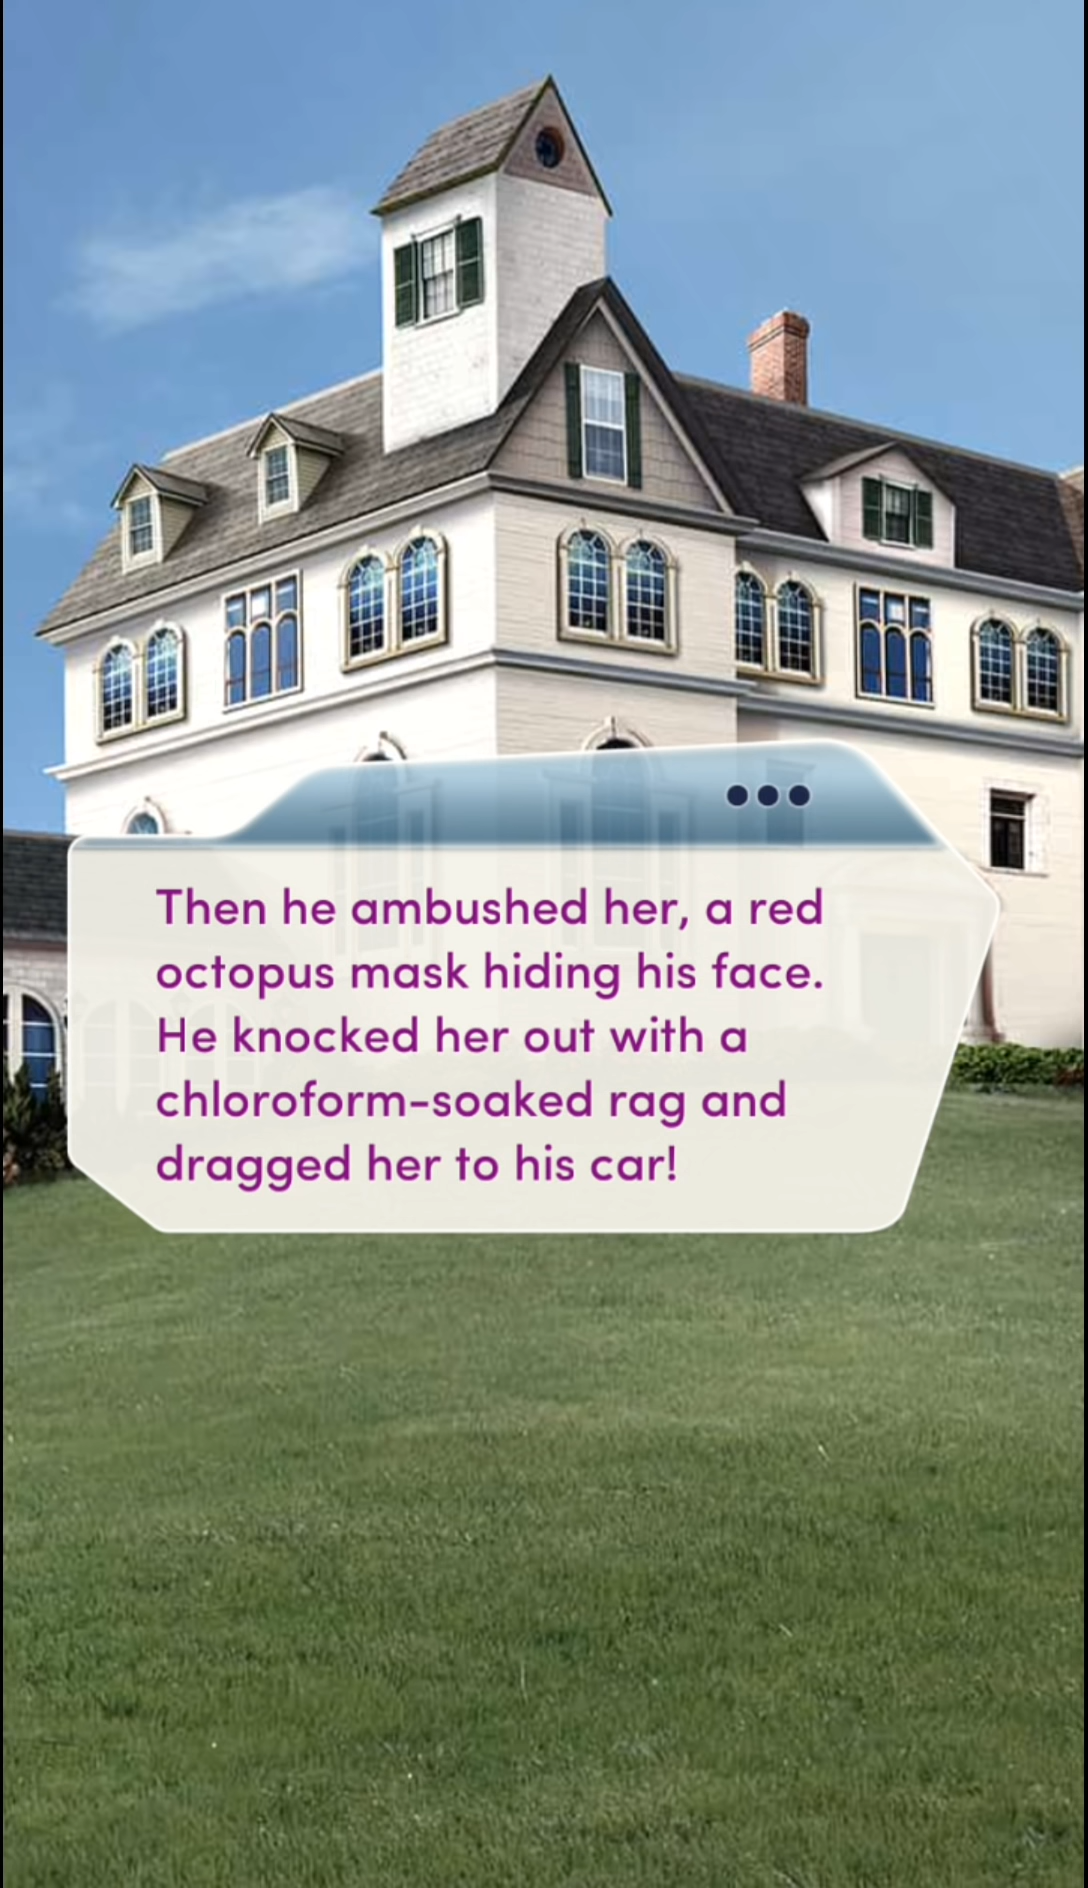 Then he ambushed her, a red
octopus mask hiding his face.
He knocked her out with a
chloroform-soaked rag and
dragged her to his car!